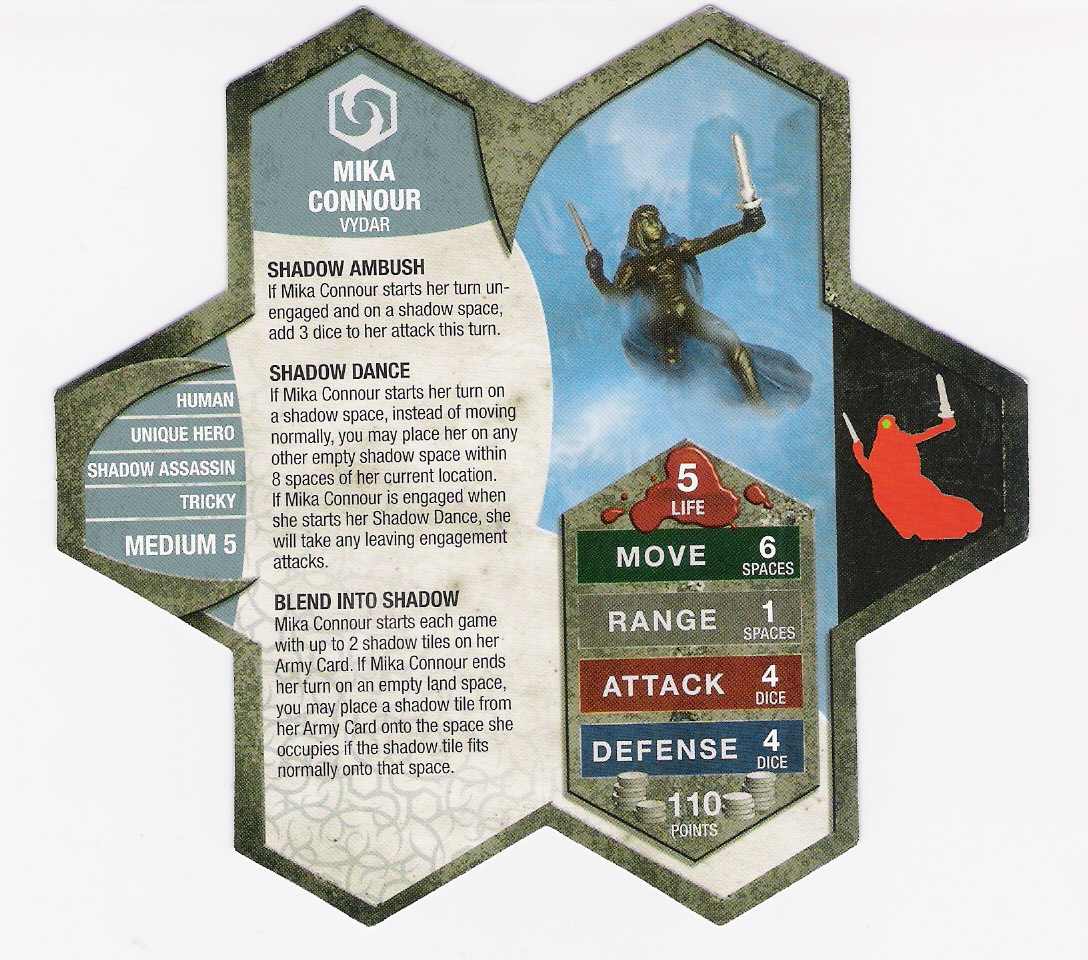 MIKA
CONNOUR
VYDAR
SHADOW AMBUSH
If Mika Connour starts her turn un-
engaged and on a shadow space,
add 3 dice to her attack this turn.
SHADOW DANCE
If Mika Connour starts her turn on
a shadow space, instead of moving
normally, you may place her on any
other empty shadow space within
8 spaces of her current location.
If Mika Connour is engaged when
she starts her Shadow Dance, she
will take any leaving engagement
attacks.
BLEND INTO SHADOW
Mika Connour starts each game
with up to 2 shadow tiles on her
Army Card. If Mika Connour ends
her turn on an empty land space,
you may place a shadow tile from
her Army Card onto the space she
occupies if the shadow tile fits
normally onto that space.
HUMAN
UNIQUE HERO
SHADOW ASSASSIN
TRICKY
MEDIUM 5
5
LIFE
MOVE 6
SPACES
RANGE 1
SPACES
ATTACK 4
DICE
DEFENSE 4
DICE
110
POINTS